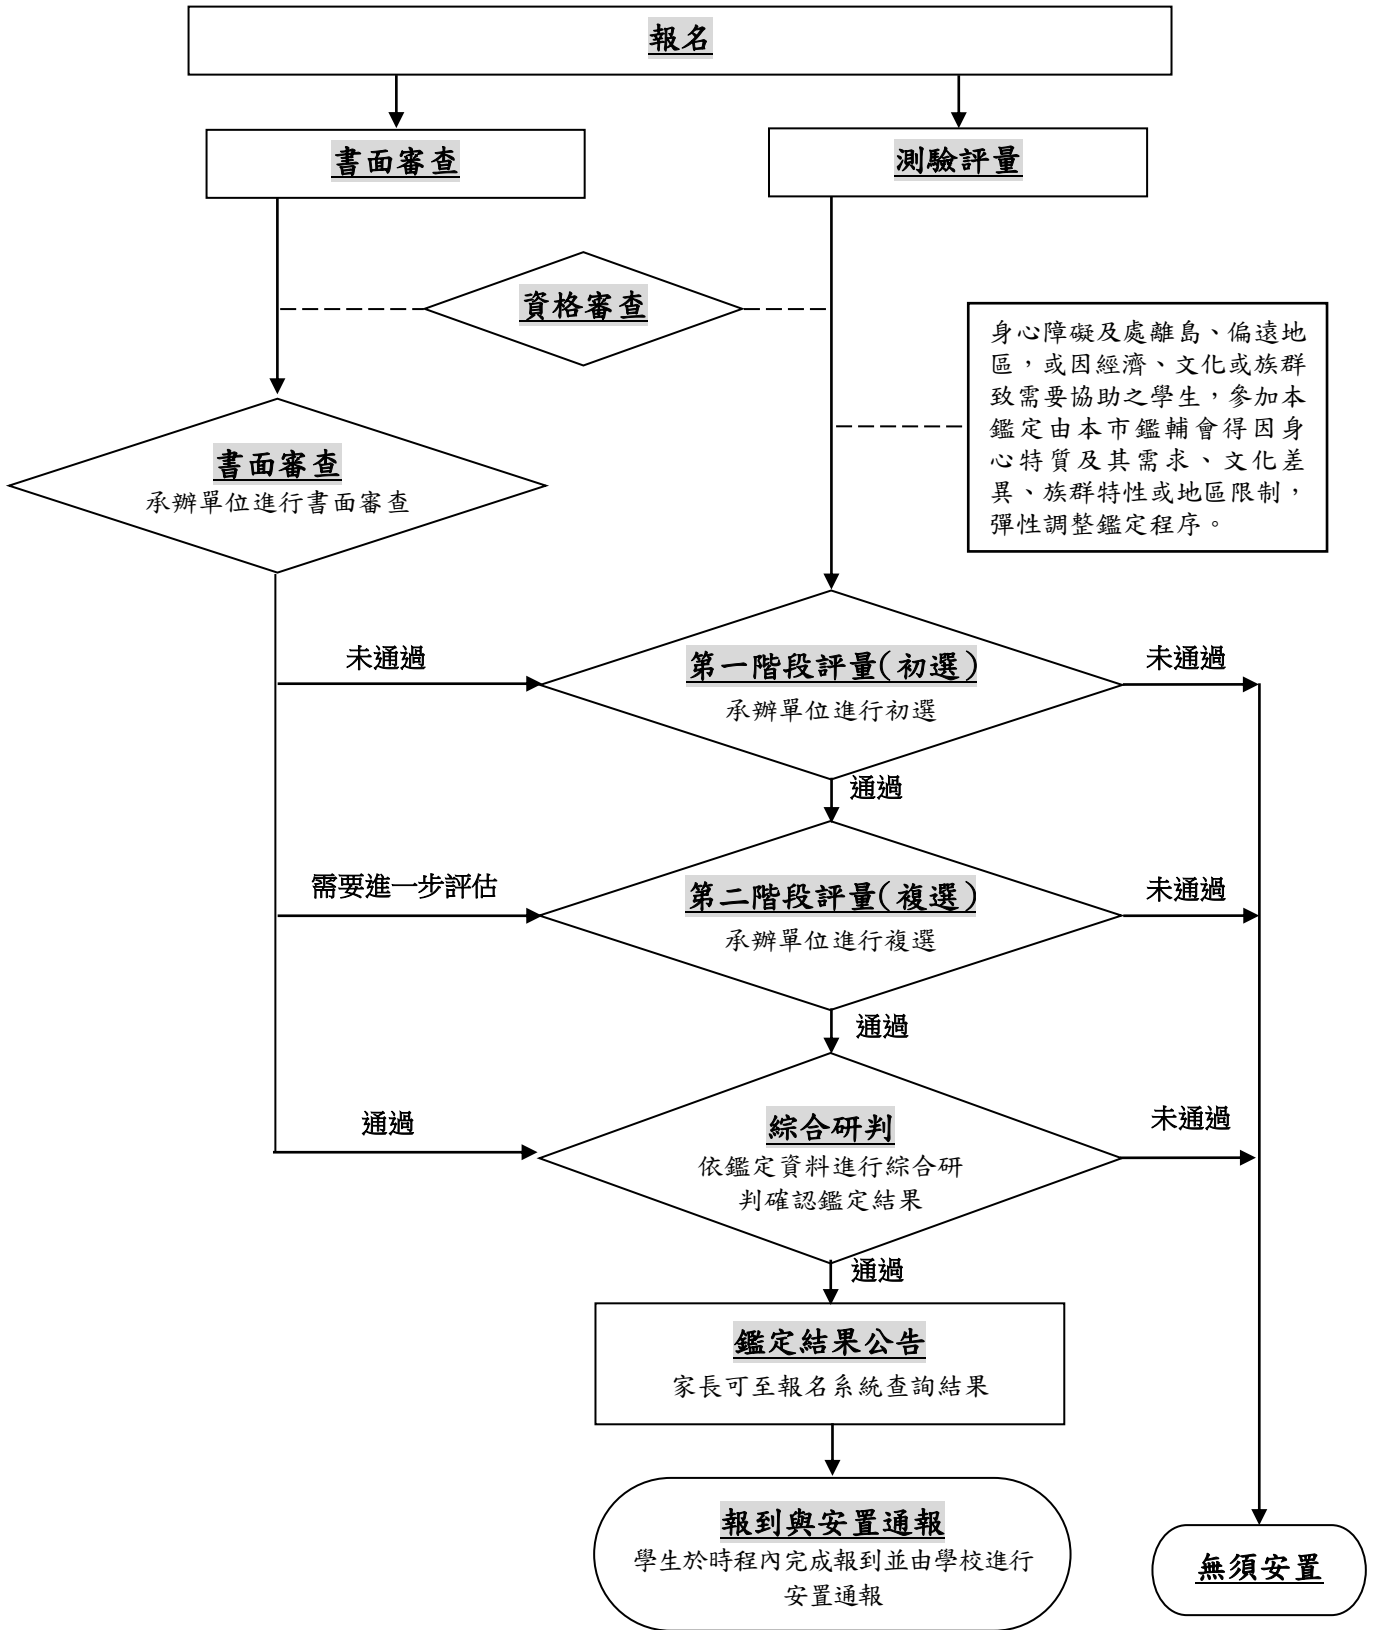 報名
書面審查
測驗評量
資格審查
身心障礙及處離島、偏遠地
區，或因經濟、文化或族群
致需要協助之學生，參加本
鑑定由本市鑑輔會得因身
心特質及其需求、文化差
異、族群特性或地區限制，
彈性調整鑑定程序。
書面審查
承辦單位進行書面審查
未通過
第一階段評量(初選)
承辦單位進行初選
未通過
通過
需要進一步評估
第二階段評量(複選)
承辦單位進行複選
未通過
通過
通過
綜合研判
依鑑定資料進行綜合研
判確認鑑定結果
未通過
通過
鑑定結果公告
家長可至報名系統查詢結果
報到與安置通報
學生於時程內完成報到並由學校進行
安置通報
無須安置